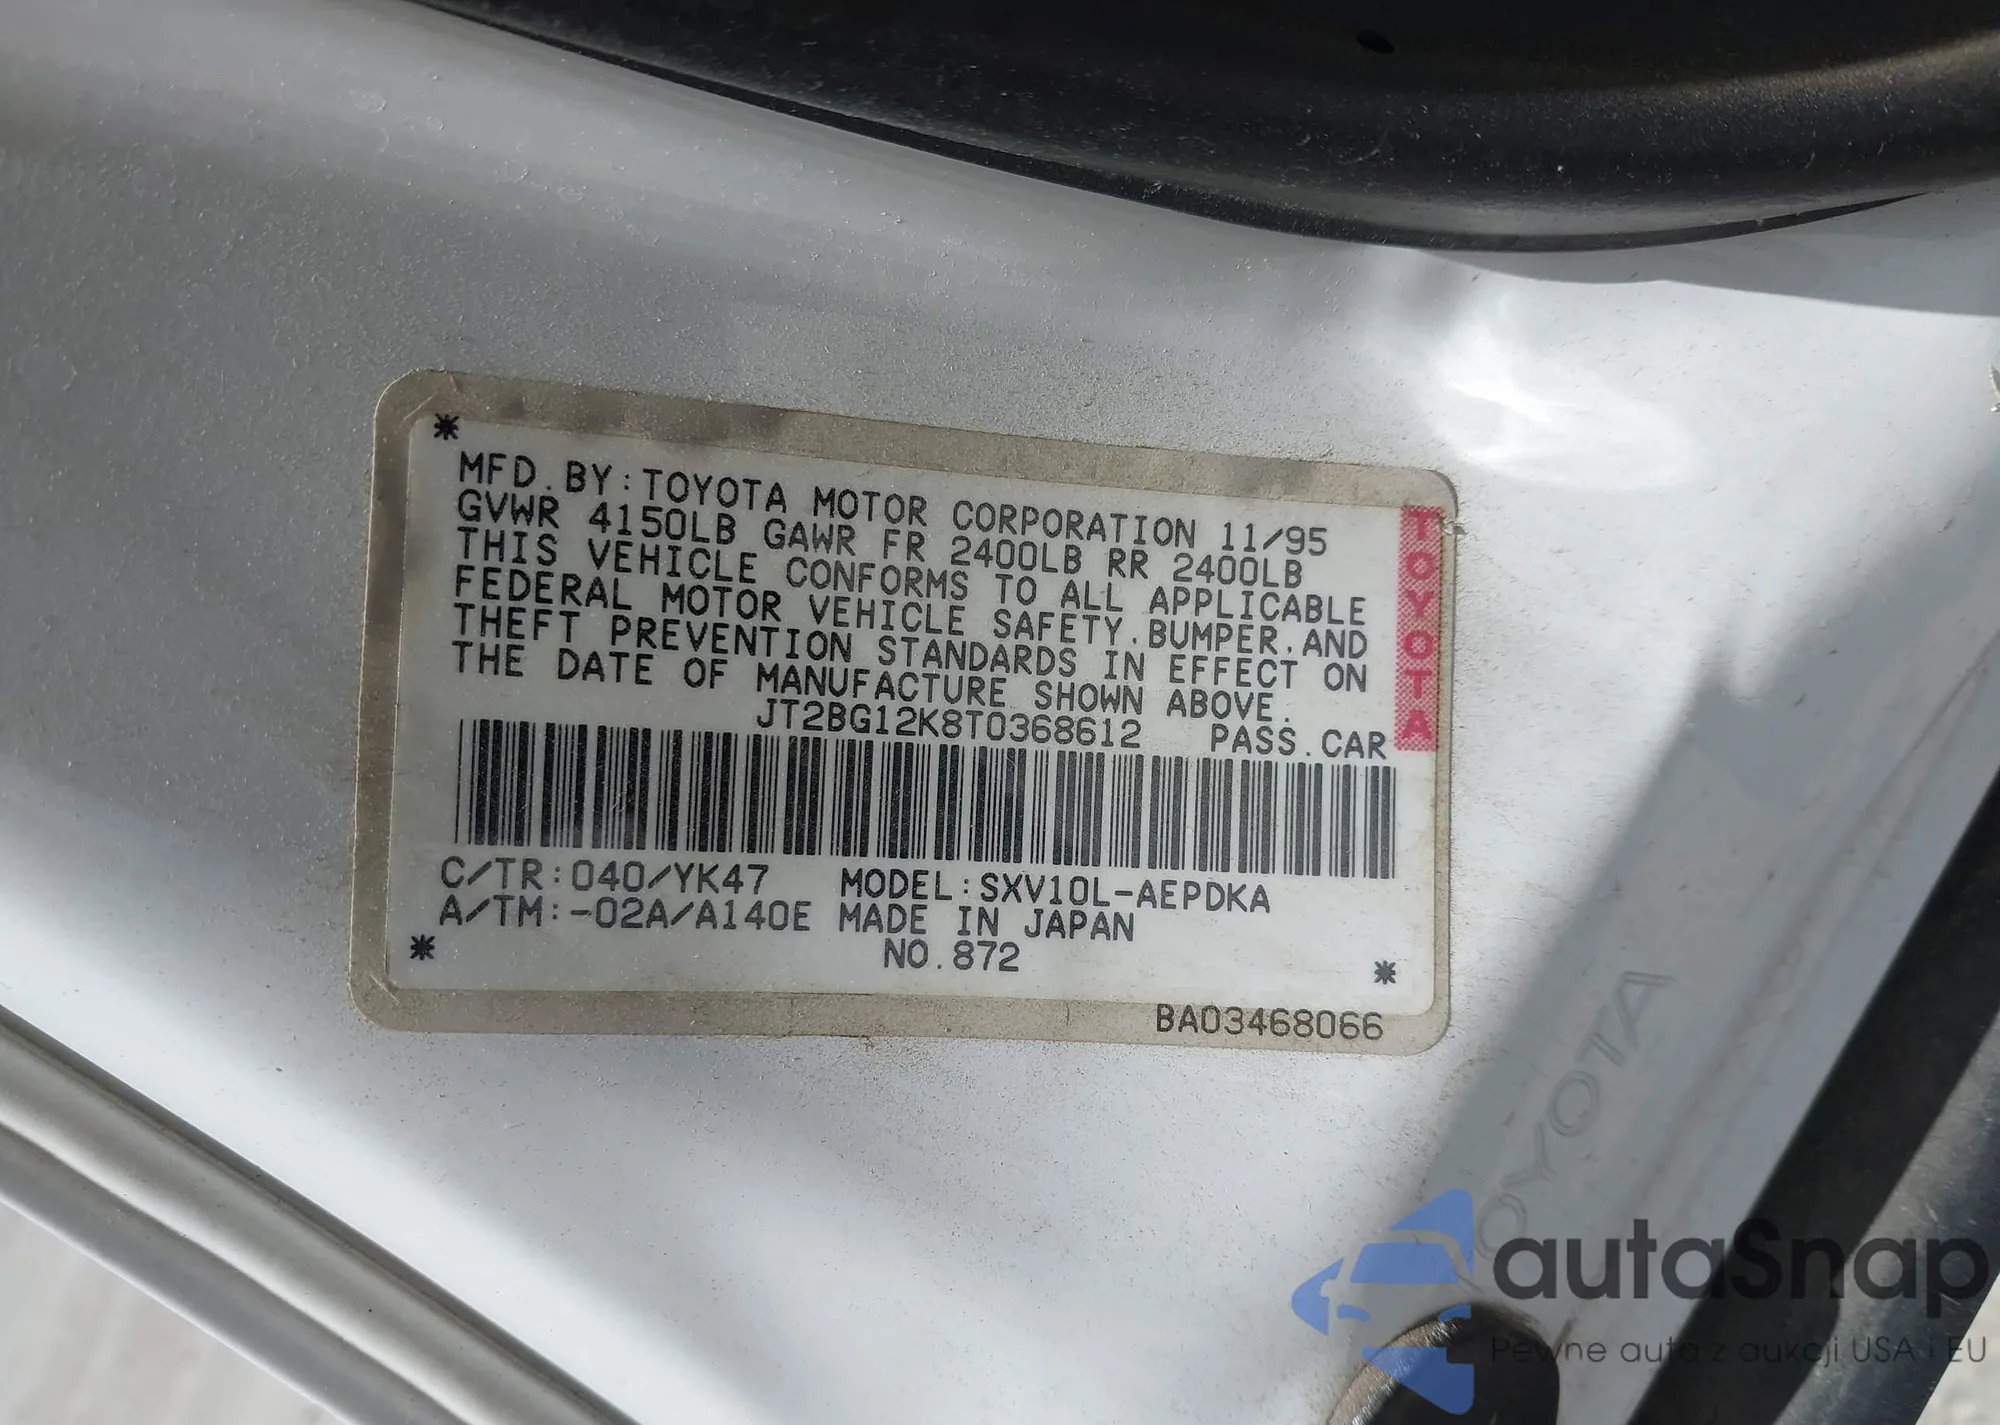 MFD.BY:TOYOTA MOTOR CORPORATION 11/95
GVWR 4150LB GAWR FR 2400LB RR 2400LB
THIS VEHICLE CONFORMS TO ALL APPLICABLE
FEDERAL MOTOR VEHICLE SAFETY.BUMPER.AND
THEFT PREVENTION STANDARDS IN EFFECT ON
THE DATE OF MANUFACTURE SHOWN ABOVE.
JT2BG12K8T0368612 PASS.CAR
TOYOTA
C/TR:040/YK47 MODEL:SXV10L-AEPDKA
A/TM:-02A/A140E MADE IN JAPAN
NO.872
BA03468066
TOYOTA
autaSnap
Pewne auta z aukcji USA i EU